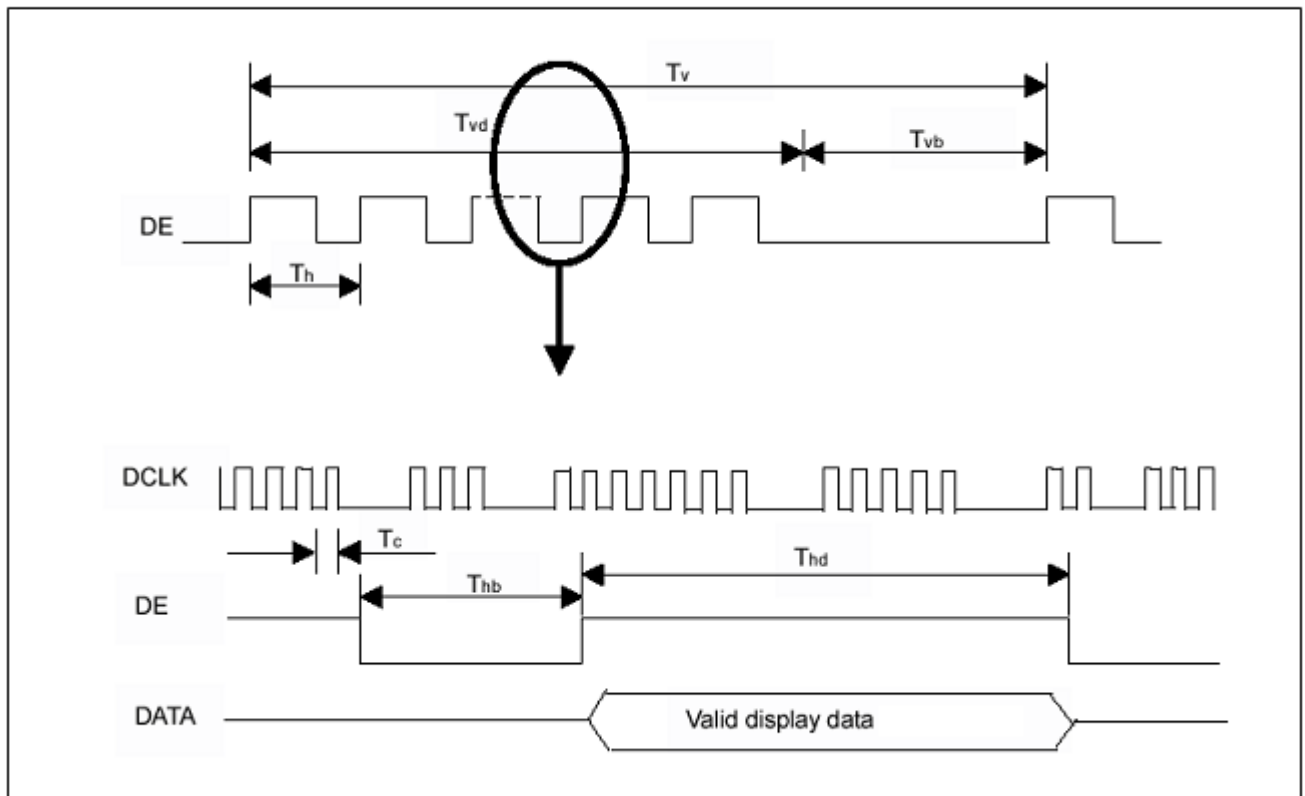 Tv
Tvd
Tvb
DE
Th
DCLK
Tc
Thd
Thb
DE
DATA
Valid display data